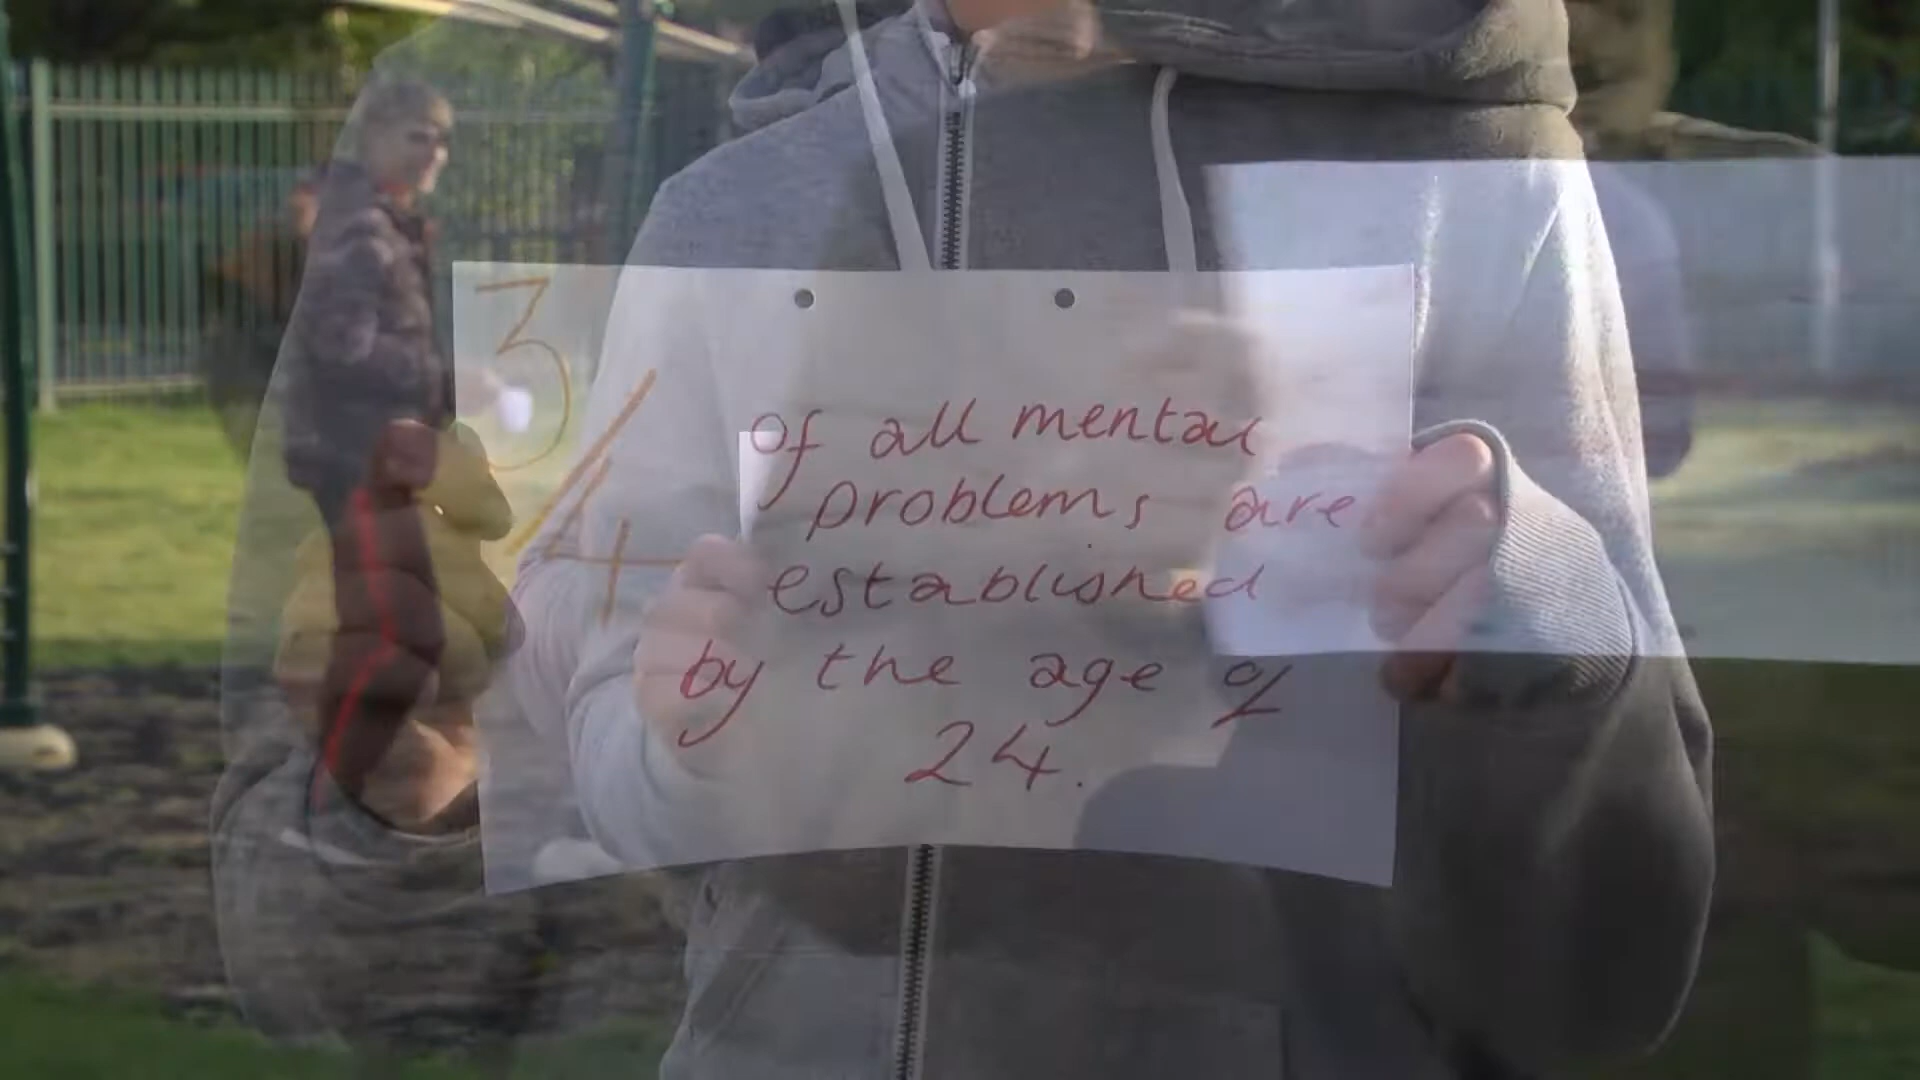 3/4
of all mental
problems are
established
by the age of
24.